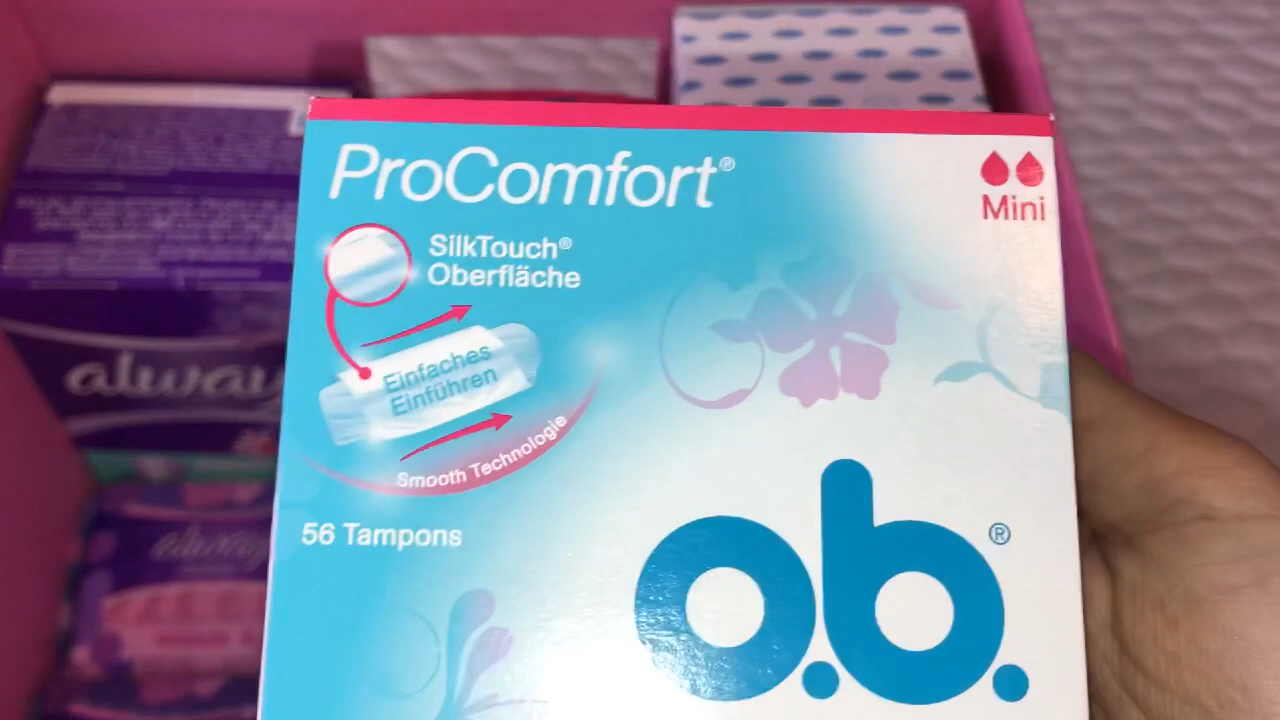 ProComfort®
Mini
SilkTouch®
Oberfläche
Einfaches
Einführen
Smooth Technologie
56 Tampons
o.b.®
always
always